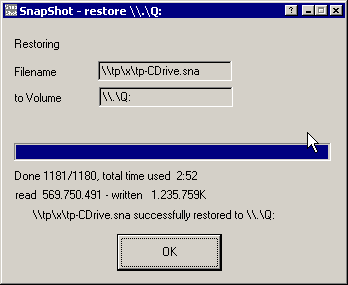 SnapShot - restore \\.\Q:
Restoring
Filename
\\tp\x\tp-CDrive.sna
to Volume
\\.\Q:
Done 1181/1180, total time used  2:52
read  569.750.491 - written   1.235.759K
\\tp\x\tp-CDrive.sna successfully restored to \\.\Q:
OK